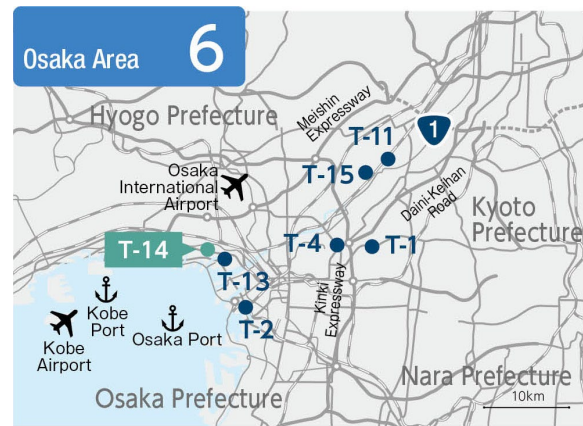 Osaka Area 6
Hyogo Prefecture
Meishin
Expressway
1
T-11
T-15
Osaka
International
Airport
Daini-Keihan
Road
Kyoto
Prefecture
T-14
T-4
T-1
T-13
Kinki
Expressway
Kobe
Port
Osaka Port
T-2
Kobe
Airport
Nara Prefecture
Osaka Prefecture
10km